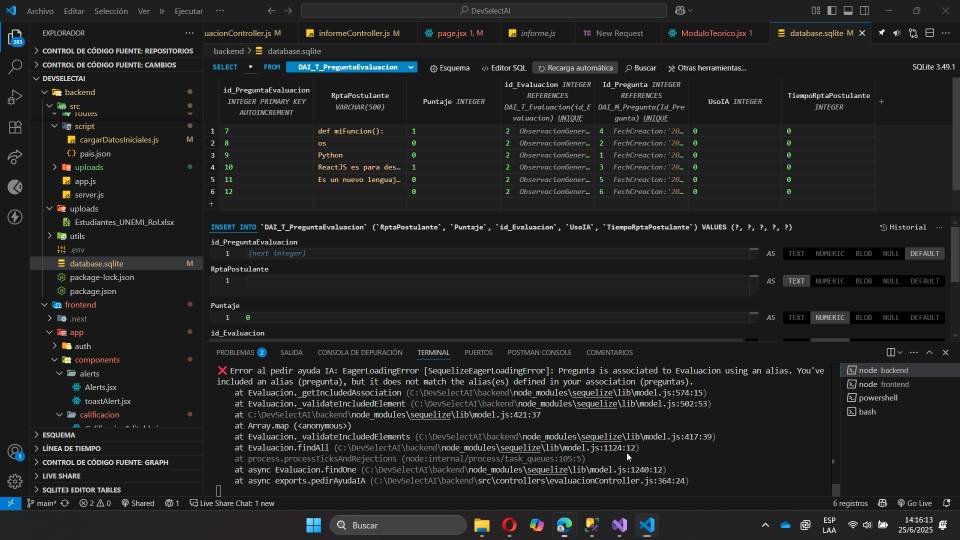 Archivo Editar Selección Ver Ir Ejecutar ···
DevSelectAI
EXPLORADOR ···
uacionController.js M informeController.js M page.jsx 1, M informe.js New Request ModuloTeorico.jsx 1 database.sqlite M
backend > database.sqlite
SELECT * FROM DAI_T_PreguntaEvaluacion Esquema Editor SQL Recarga automática Buscar Otras herramientas... SQLite 3.49.1
CONTROL DE CÓDIGO FUENTE: REPOSITORIOS
CONTROL DE CÓDIGO FUENTE: CAMBIOS
DEVSELECTAI
backend
src
routes
script
cargarDatosIniciales.js M
pais.json
uploads
app.js
server.js
uploads
Estudiantes_UNEMI_Rol.xlsx
utils
.env
database.sqlite M
package-lock.json
package.json
frontend
.next
app
auth
components
alerts
Alerts.jsx
toastAlert.jsx
calificacion
ESQUEMA
LÍNEA DE TIEMPO
CONTROL DE CÓDIGO FUENTE: GRAPH
LIVE SHARE
SQLITE3 EDITOR TABLES
id_PreguntaEvaluacion INTEGER PRIMARY KEY AUTOINCREMENT
RptaPostulante VARCHAR(500)
Puntaje INTEGER
id_Evaluacion INTEGER REFERENCES DAI_T_Evaluacion(id_Evaluacion) UNIQUE
Id_Pregunta INTEGER REFERENCES DAI_M_Pregunta(Id_Pregunta) UNIQUE
UsoIA INTEGER
TiempoRptaPostulante INTEGER
+
1 7 def miFuncion(): 1 2 ObservacionGener… 4 FechCreacion:'20… 0 0
2 8 os 0 2 ObservacionGener… 2 FechCreacion:'20… 0 0
3 9 Python 0 2 ObservacionGener… 1 FechCreacion:'20… 0 0
4 10 ReactJS es para des… 1 2 ObservacionGener… 3 FechCreacion:'20… 0 0
5 11 Es un nuevo lenguaj… 0 2 ObservacionGener… 5 FechCreacion:'20… 0 0
6 12 0 2 ObservacionGener… 6 FechCreacion:'20… 0 0
+
INSERT INTO `DAI_T_PreguntaEvaluacion` (`RptaPostulante`, `Puntaje`, `id_Evaluacion`, `UsoIA`, `TiempoRptaPostulante`) VALUES (?, ?, ?, ?, ?) Historial ···
id_PreguntaEvaluacion
1 (next integer) AS TEXT NUMERIC BLOB NULL DEFAULT
RptaPostulante
1 AS TEXT NUMERIC BLOB NULL DEFAULT
Puntaje
1 0 AS TEXT NUMERIC BLOB NULL DEFAULT
id_Evaluacion
PROBLEMAS 2 SALIDA CONSOLA DE DEPURACIÓN TERMINAL PUERTOS POSTMAN CONSOLE COMENTARIOS
❌ Error al pedir ayuda IA: EagerLoadingError [SequelizeEagerLoadingError]: Pregunta is associated to Evaluacion using an alias. You've
included an alias (pregunta), but it does not match the alias(es) defined in your association (preguntas).
at Evaluacion._getIncludedAssociation (C:\DevSelectAI\backend\node_modules\sequelize\lib\model.js:574:15)
at Evaluacion._validateIncludedElement (C:\DevSelectAI\backend\node_modules\sequelize\lib\model.js:502:53)
at C:\DevSelectAI\backend\node_modules\sequelize\lib\model.js:421:37
at Array.map (<anonymous>)
at Evaluacion._validateIncludedElements (C:\DevSelectAI\backend\node_modules\sequelize\lib\model.js:417:39)
at Evaluacion.findAll (C:\DevSelectAI\backend\node_modules\sequelize\lib\model.js:1124:12)
at process.processTicksAndRejections (node:internal/process/task_queues:105:5)
at async Evaluacion.findOne (C:\DevSelectAI\backend\node_modules\sequelize\lib\model.js:1240:12)
at async exports.pedirAyudaIA (C:\DevSelectAI\backend\src\controllers\evaluacionController.js:364:24)
node backend
node frontend
powershell
bash
385
1
main* 2 0 Shared 1 Live Share Chat: 1 new 6 registros Go Live
Buscar
ESP
LAA
14:16:13
25/6/2025